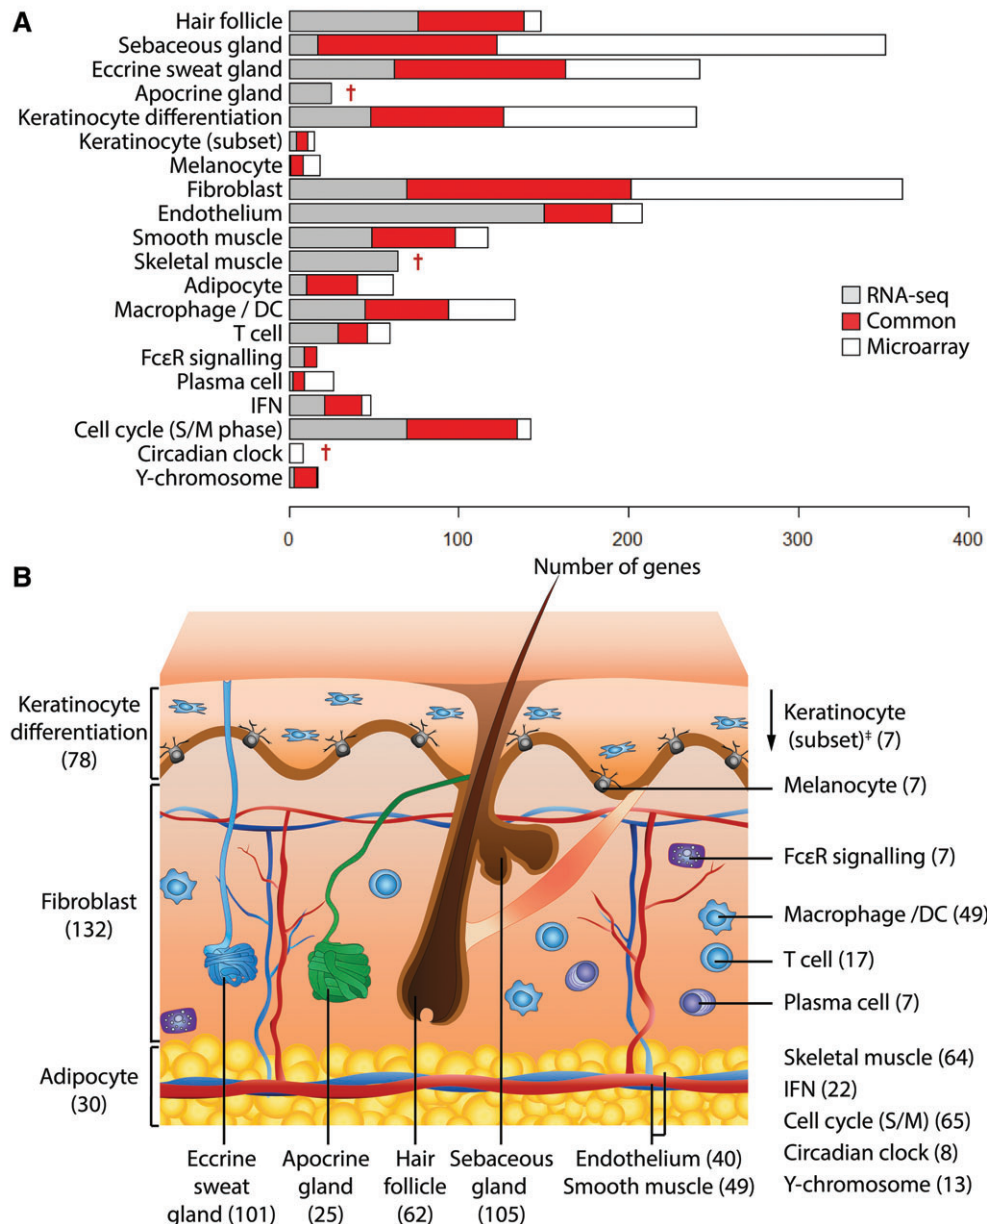 A
Hair follicle
Sebaceous gland
Eccrine sweat gland
Apocrine gland †
Keratinocyte differentiation
Keratinocyte (subset)
Melanocyte
Fibroblast
Endothelium
Smooth muscle
Skeletal muscle †
Adipocyte
Macrophage / DC
T cell
FcεR signalling
Plasma cell
IFN
Cell cycle (S/M phase)
Circadian clock †
Y-chromosome
RNA-seq
Common
Microarray
0 100 200 300 400
Number of genes
B
Keratinocyte
differentiation
(78)
Fibroblast
(132)
Adipocyte
(30)
Keratinocyte
(subset)‡ (7)
Melanocyte (7)
FcεR signalling (7)
Macrophage /DC (49)
T cell (17)
Plasma cell (7)
Skeletal muscle (64)
IFN (22)
Cell cycle (S/M) (65)
Circadian clock (8)
Y-chromosome (13)
Eccrine
sweat
gland (101)
Apocrine
gland
(25)
Hair
follicle
(62)
Sebaceous
gland
(105)
Endothelium (40)
Smooth muscle (49)